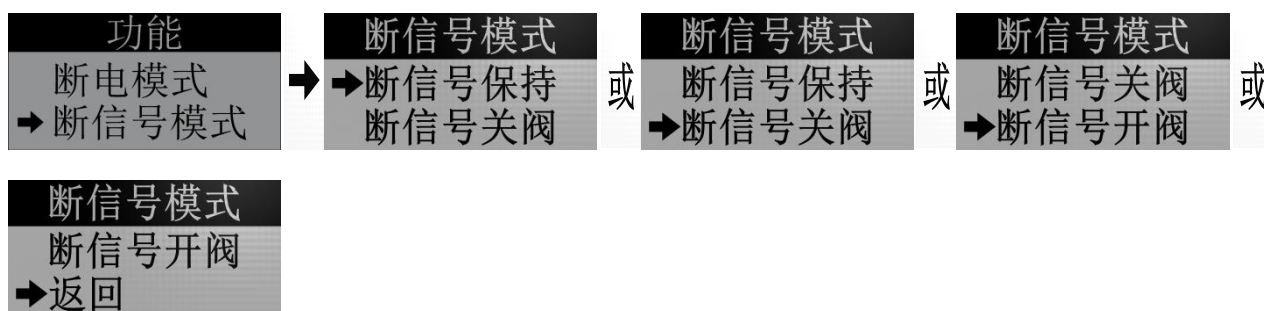 功能
断电模式
➡断信号模式
➡
断信号模式
➡断信号保持
断信号关阀
或
断信号模式
断信号保持
➡断信号关阀
或
断信号模式
断信号关阀
➡断信号开阀
或
断信号模式
断信号开阀
➡返回